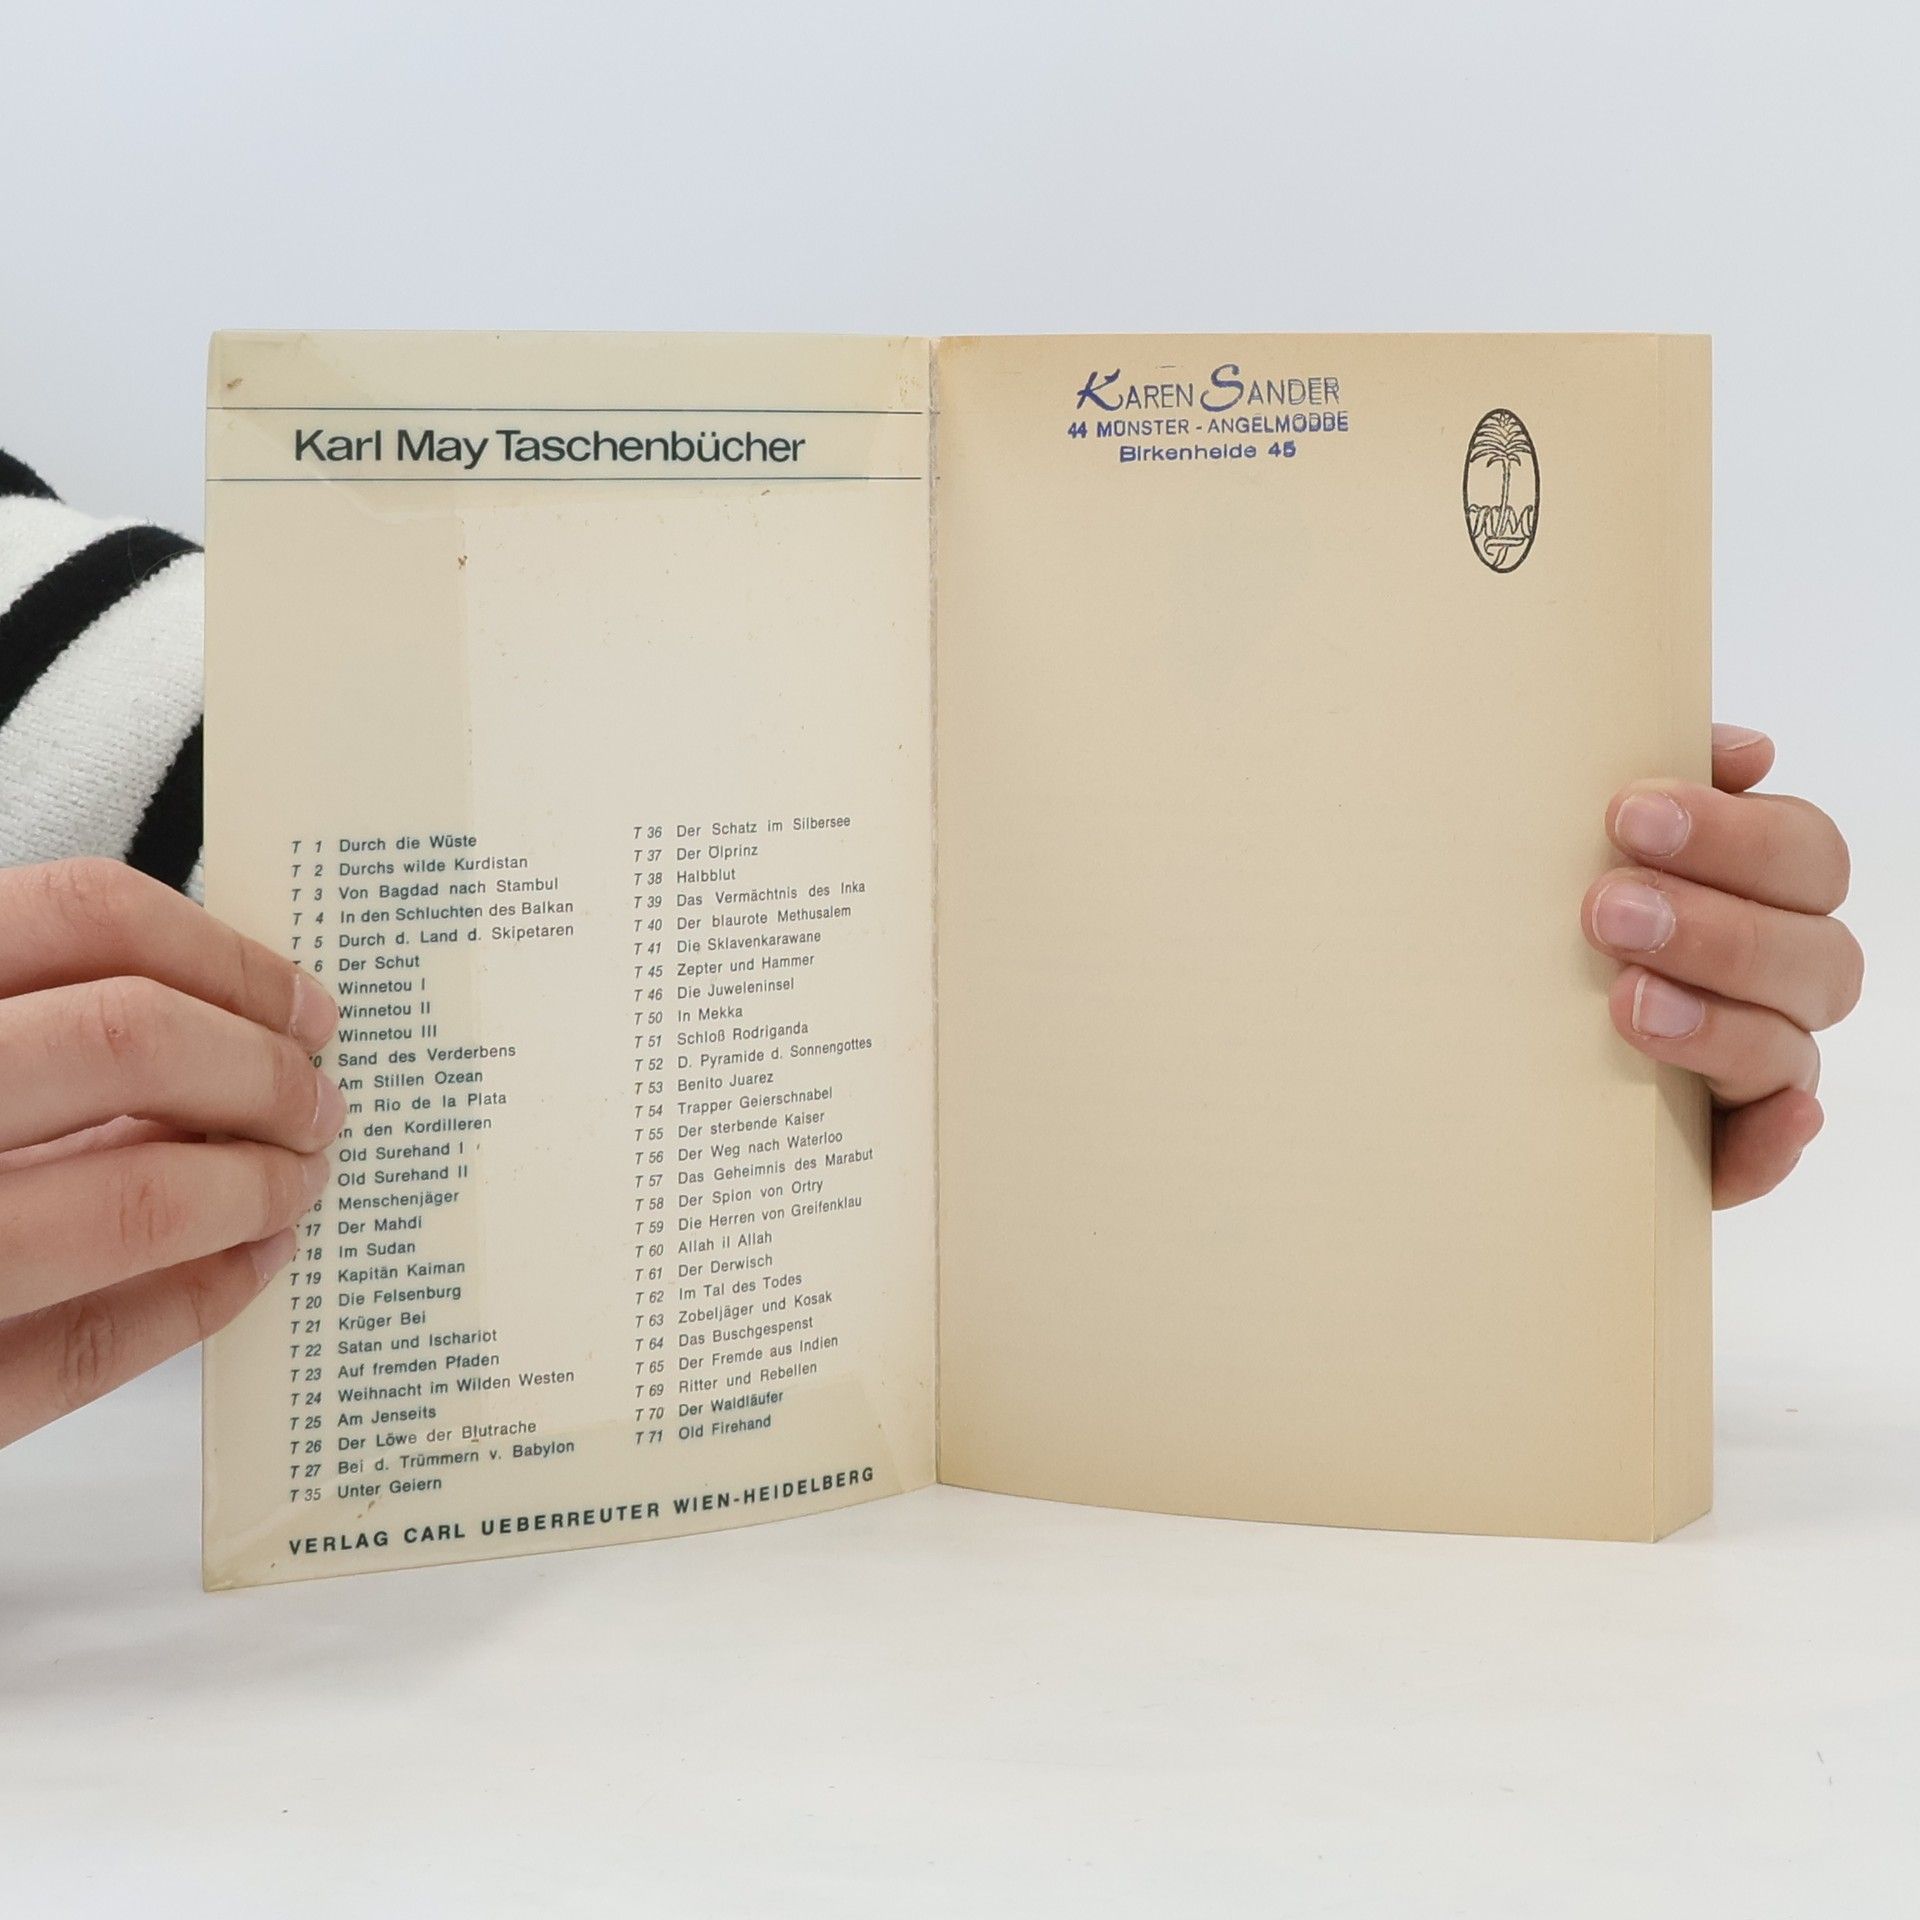 Karl May Taschenbücher
T 1 Durch die Wüste
T 2 Durchs wilde Kurdistan
T 3 Von Bagdad nach Stambul
T 4 In den Schluchten des Balkan
T 5 Durch d. Land d. Skipetaren
6 Der Schut
Winnetou I
Winnetou II
Winnetou III
0 Sand des Verderbens
Am Stillen Ozean
m Rio de la Plata
n den Kordilleren
Old Surehand I
Old Surehand II
6 Menschenjäger
17 Der Mahdi
T 18 Im Sudan
T 19 Kapitän Kaiman
T 20 Die Felsenburg
T 21 Krüger Bei
T 22 Satan und Ischariot
T 23 Auf fremden Pfaden
T 24 Weihnacht im Wilden Westen
T 25 Am Jenseits
T 26 Der Löwe der Blutrache
T 27 Bei d. Trümmern v. Babylon
T 35 Unter Geiern
T 36 Der Schatz im Silbersee
T 37 Der Ölprinz
T 38 Halbblut
T 39 Das Vermächtnis des Inka
T 40 Der blaurote Methusalem
T 41 Die Sklavenkarawane
T 45 Zepter und Hammer
T 46 Die Juweleninsel
T 50 In Mekka
T 51 Schloß Rodriganda
T 52 D. Pyramide d. Sonnengottes
T 53 Benito Juarez
T 54 Trapper Geierschnabel
T 55 Der sterbende Kaiser
T 56 Der Weg nach Waterloo
T 57 Das Geheimnis des Marabut
T 58 Der Spion von Ortry
T 59 Die Herren von Greifenklau
T 60 Allah il Allah
T 61 Der Derwisch
T 62 Im Tal des Todes
T 63 Zobeljäger und Kosak
T 64 Das Buschgespenst
T 65 Der Fremde aus Indien
T 69 Ritter und Rebellen
T 70 Der Waldläufer
T 71 Old Firehand
VERLAG CARL UEBERREUTER WIEN-HEIDELBERG
KAREN SANDER
44 MÜNSTER - ANGELMODDE
Birkenheide 45